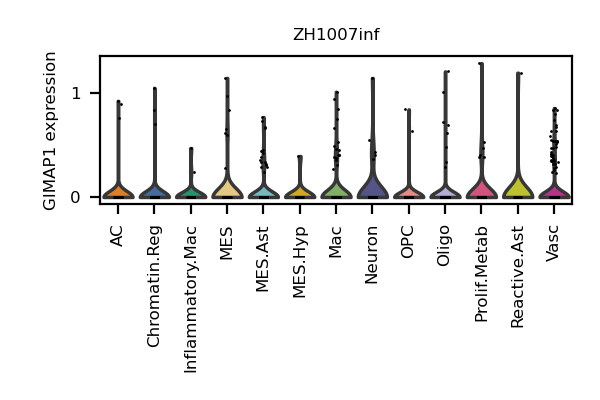 ZH1007inf
GIMAP1 expression
1
0
AC
Chromatin.Reg
Inflammatory.Mac
MES
MES.Ast
MES.Hyp
Mac
Neuron
OPC
Oligo
Prolif.Metab
Reactive.Ast
Vasc